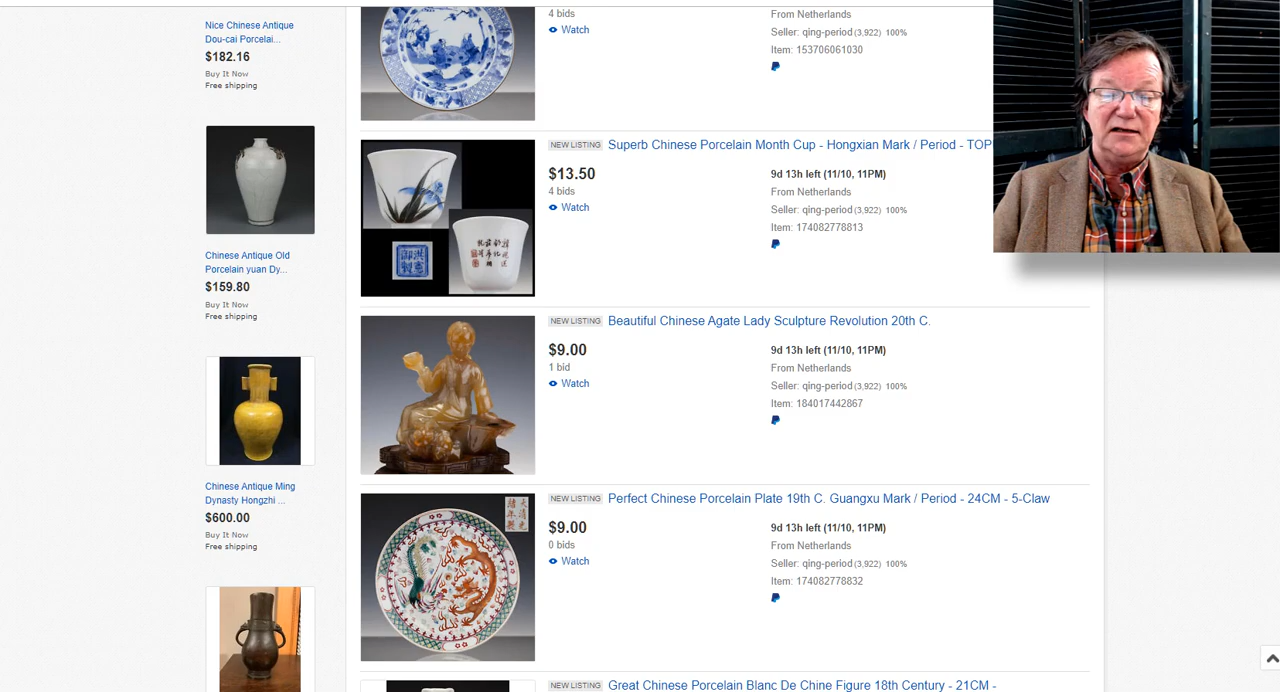 Nice Chinese Antique
Dou-cai Porcelai...
$182.16
Buy It Now
Free shipping
Chinese Antique Old
Porcelain yuan Dy...
$159.80
Buy It Now
Free shipping
Chinese Antique Ming
Dynasty Hongzhi ...
$600.00
Buy It Now
Free shipping
4 bids
Watch
From Netherlands
Seller: qing-period (3,922) 100%
Item: 153706061030
NEW LISTING Superb Chinese Porcelain Month Cup - Hongxian Mark / Period - TOP
$13.50
4 bids
Watch
9d 13h left (11/10, 11PM)
From Netherlands
Seller: qing-period (3,922) 100%
Item: 174082778813
NEW LISTING Beautiful Chinese Agate Lady Sculpture Revolution 20th C.
$9.00
1 bid
Watch
9d 13h left (11/10, 11PM)
From Netherlands
Seller: qing-period (3,922) 100%
Item: 184017442867
NEW LISTING Perfect Chinese Porcelain Plate 19th C. Guangxu Mark / Period - 24CM - 5-Claw
$9.00
0 bids
Watch
9d 13h left (11/10, 11PM)
From Netherlands
Seller: qing-period (3,922) 100%
Item: 174082778832
NEW LISTING Great Chinese Porcelain Blanc De Chine Figure 18th Century - 21CM -